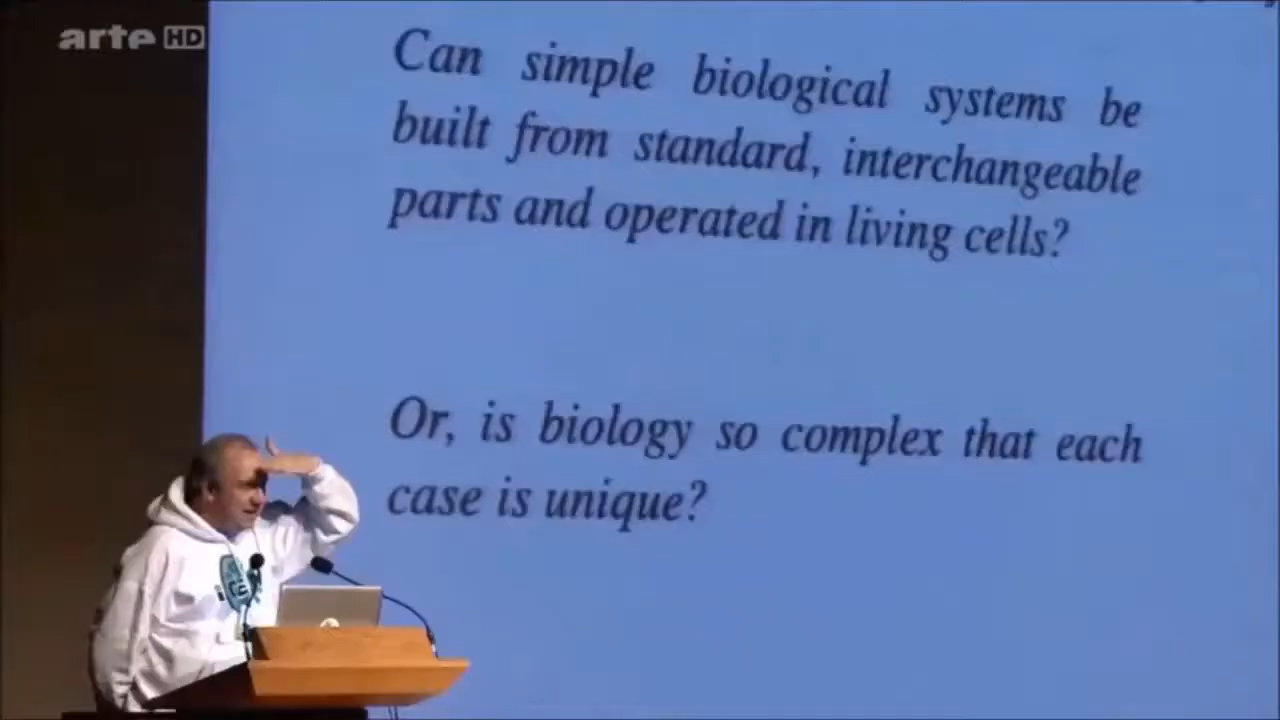 arte HD
Can simple biological systems be
built from standard, interchangeable
parts and operated in living cells?
Or, is biology so complex that each
case is unique?